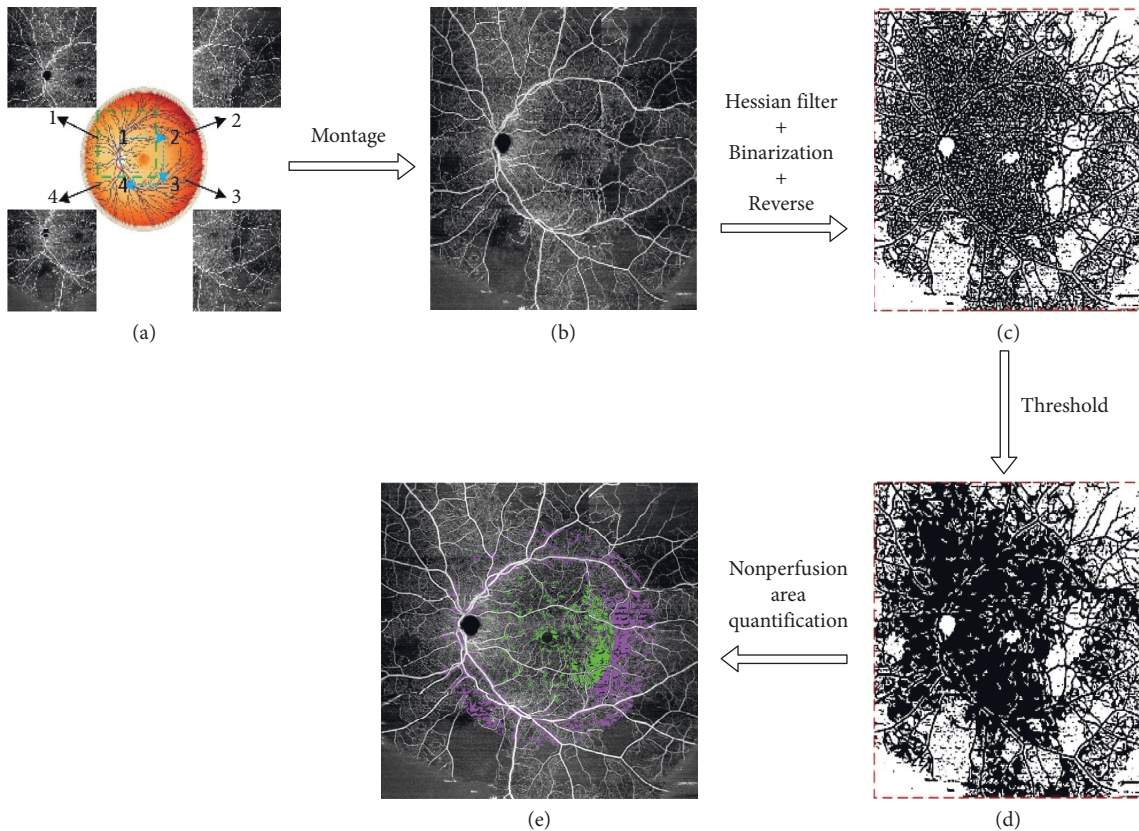 1
2
1
2
4
3
4
3
(a)
Montage
(b)
Hessian filter
+
Binarization
+
Reverse
(c)
Threshold
(d)
Nonperfusion
area
quantification
(e)